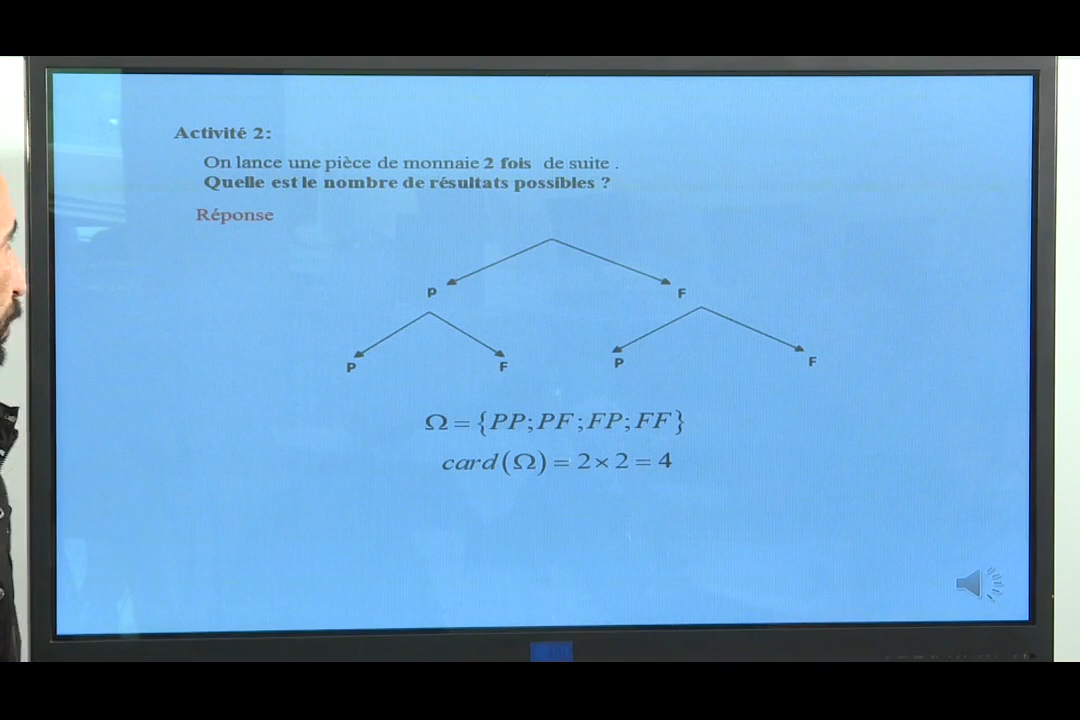 Activité 2:
On lance une pièce de monnaie 2 fois de suite .
Quelle est le nombre de résultats possibles ?
Réponse
P F
P F P F
Ω = {PP;PF;FP;FF}
card(Ω) = 2×2 = 4